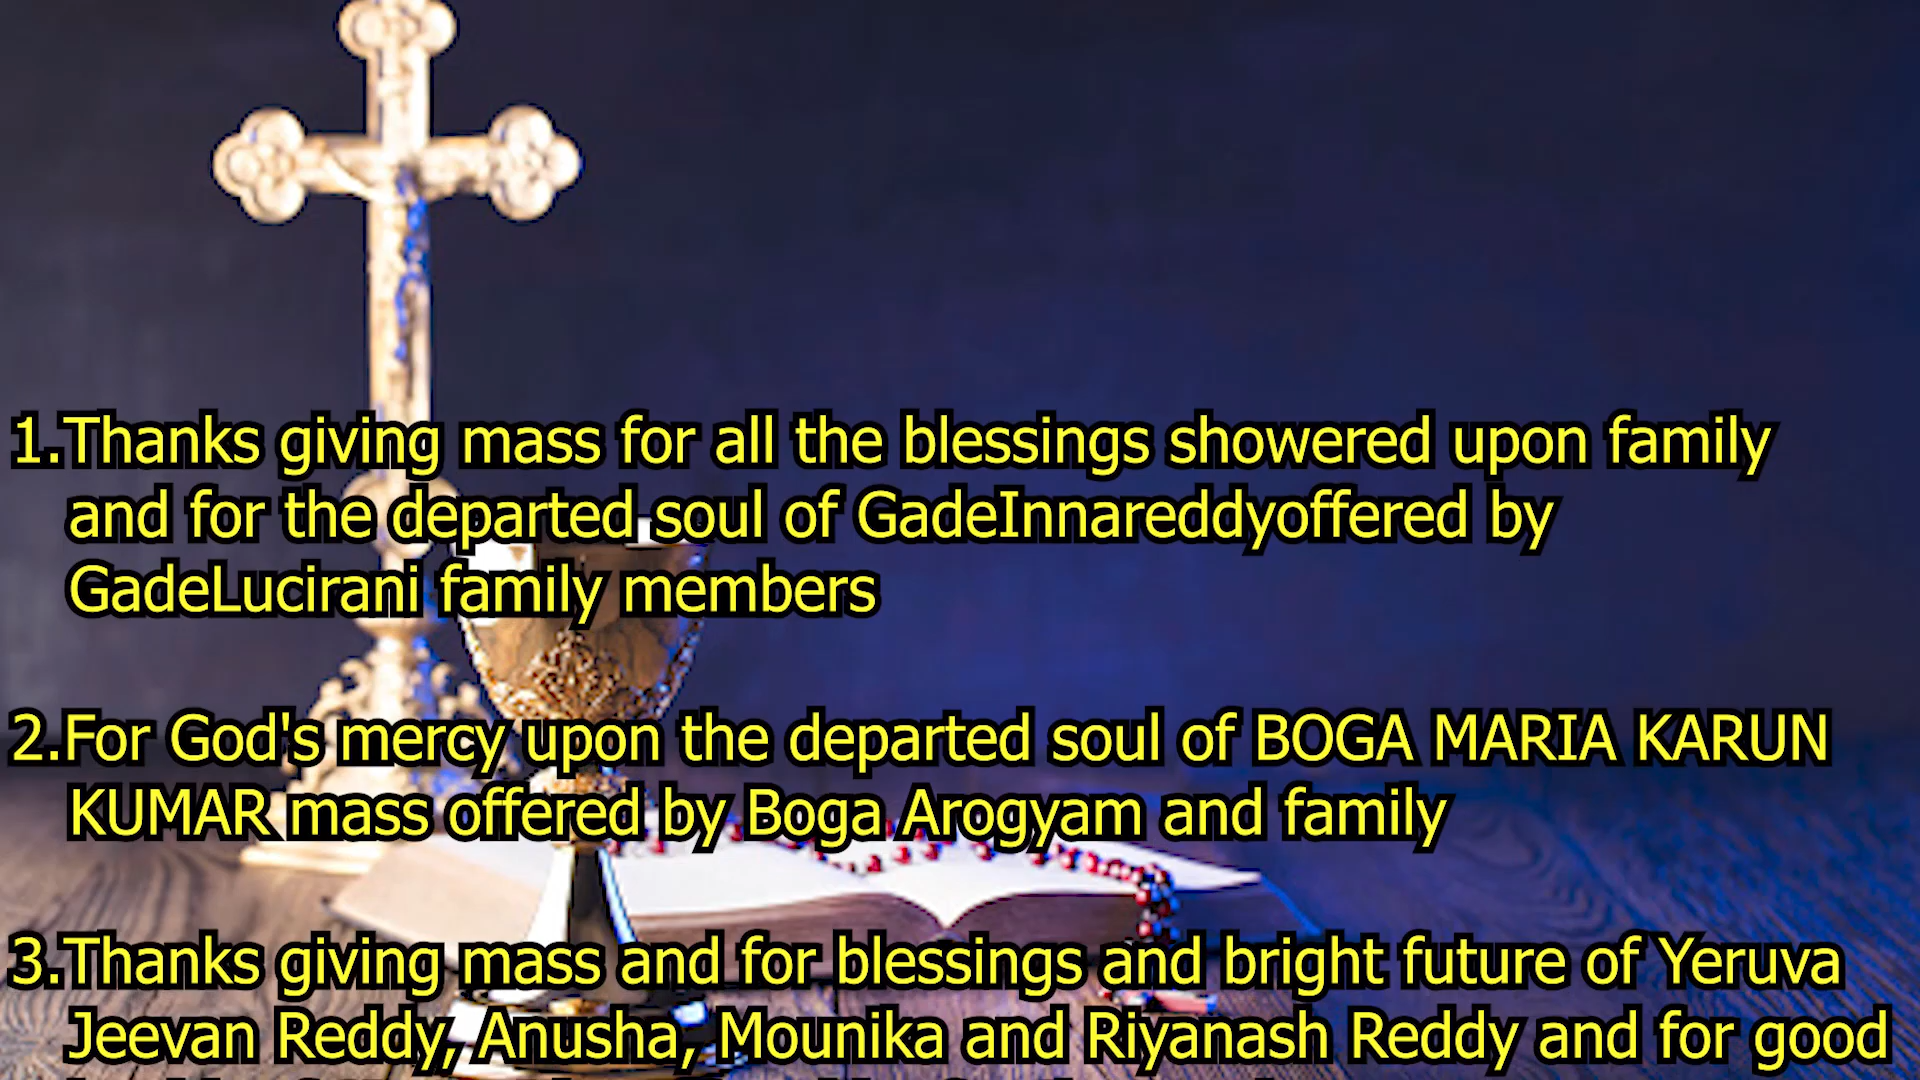 1.Thanks giving mass for all the blessings showered upon family
and for the departed soul of GadeInnareddyoffered by
GadeLucirani family members
2.For God's mercy upon the departed soul of BOGA MARIA KARUN
KUMAR mass offered by Boga Arogyam and family
3.Thanks giving mass and for blessings and bright future of Yeruva
Jeevan Reddy, Anusha, Mounika and Riyanash Reddy and for good